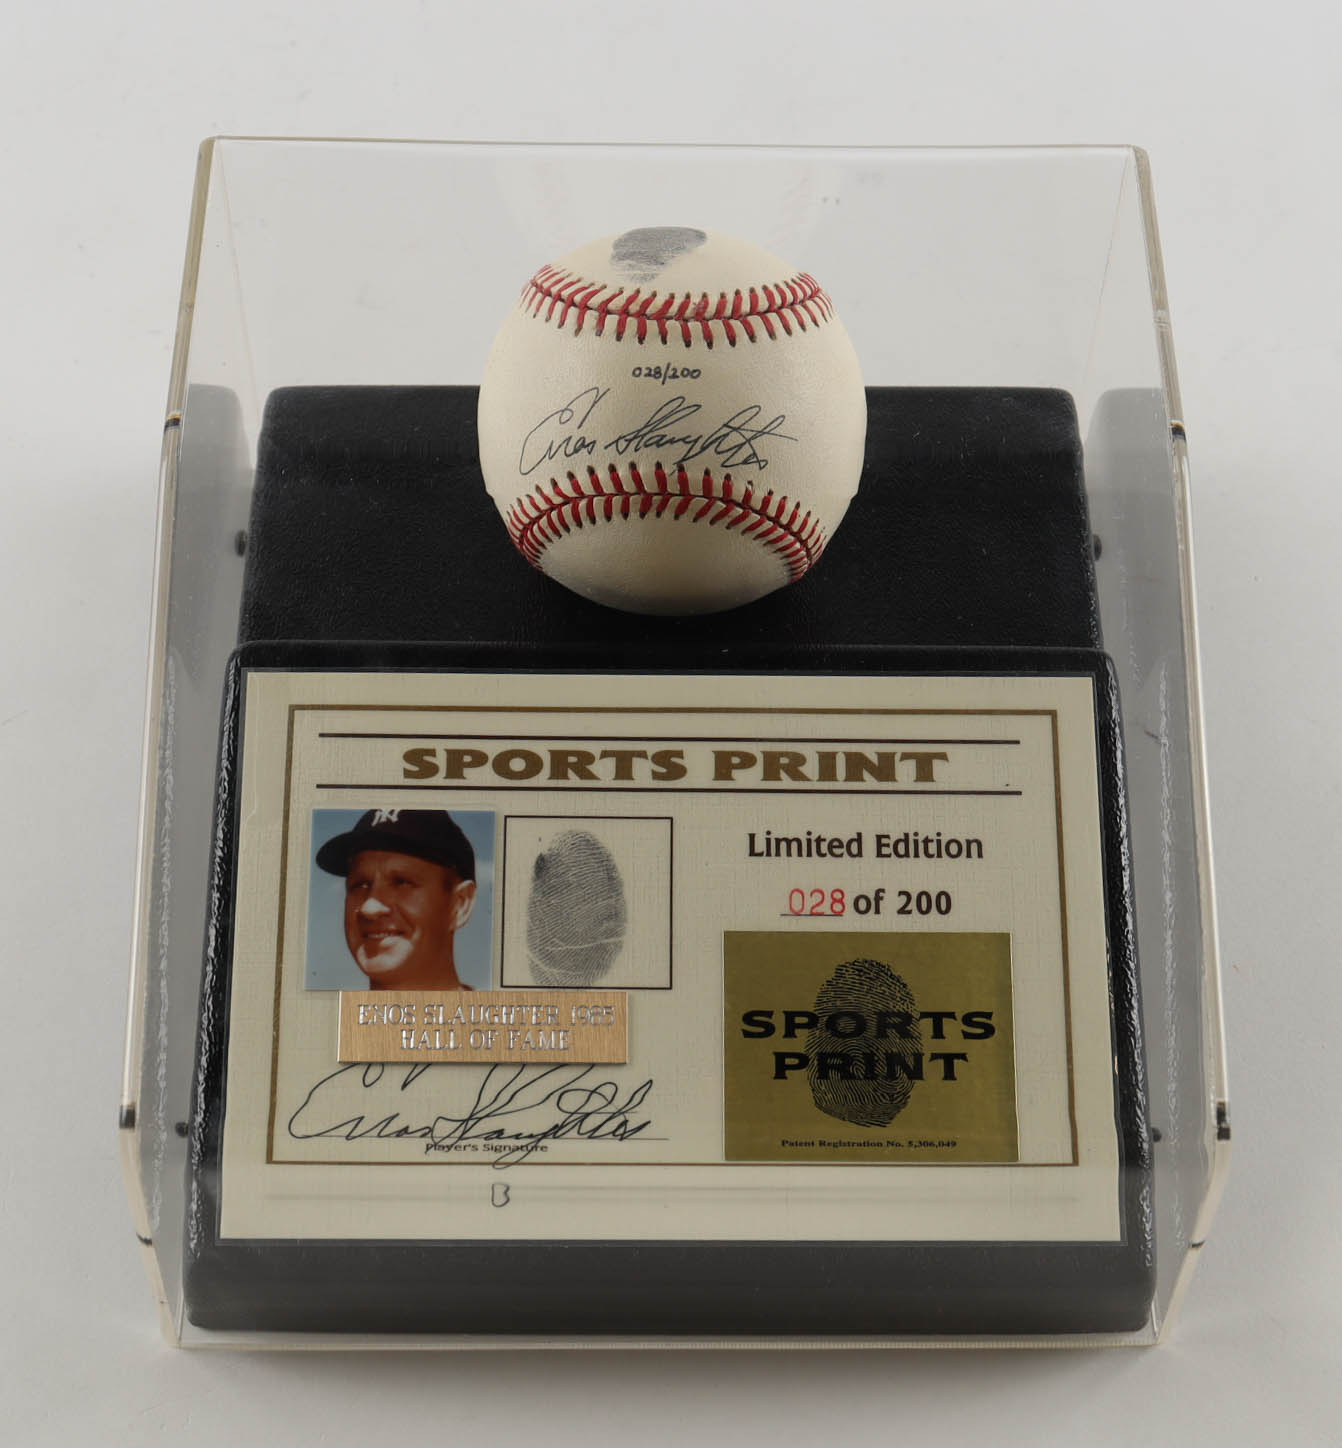 028/200
Enos Slaughter
SPORTS PRINT
Limited Edition
028 of 200
NY
ENOS SLAUGHTER 1985
HALL OF FAME
SPORTS
PRINT
Patent Registration No. 5,306,049
Enos Slaughter
Player's Signature
B